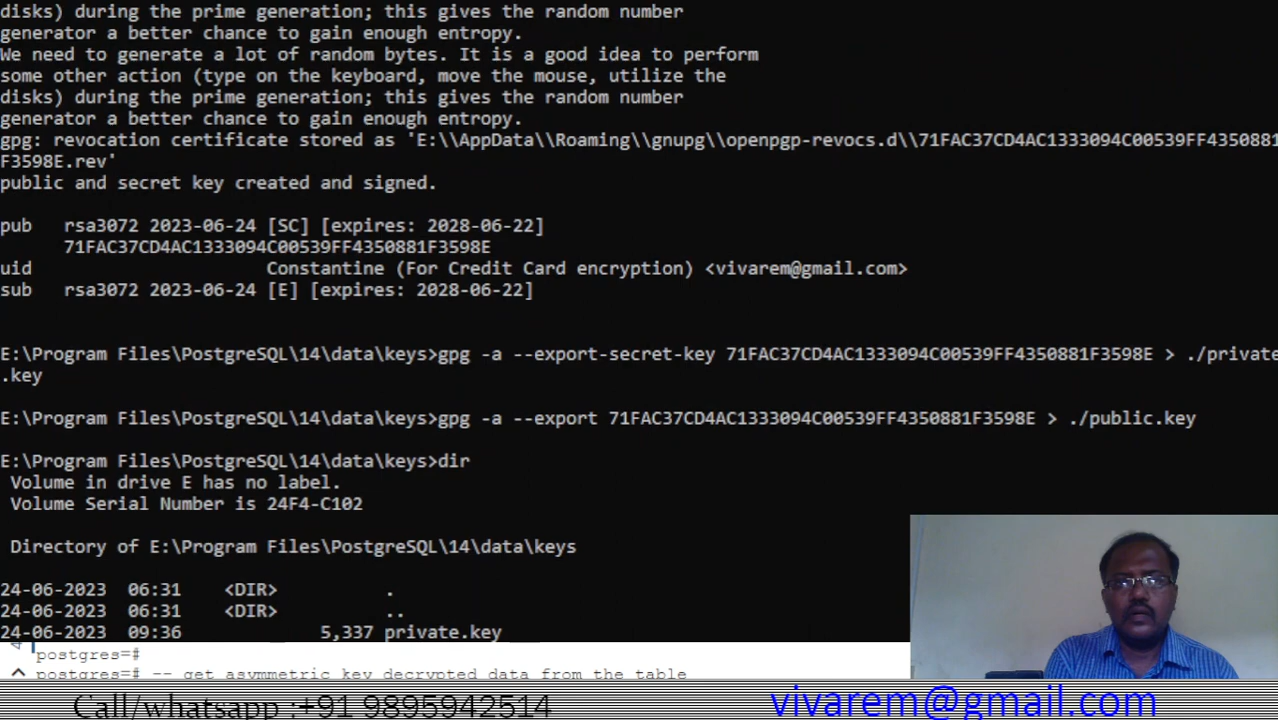 disks) during the prime generation; this gives the random number
generator a better chance to gain enough entropy.
We need to generate a lot of random bytes. It is a good idea to perform
some other action (type on the keyboard, move the mouse, utilize the
disks) during the prime generation; this gives the random number
generator a better chance to gain enough entropy.
gpg: revocation certificate stored as 'E:\\AppData\\Roaming\\gnupg\\openpgp-revocs.d\\71FAC37CD4AC1333094C00539FF4350881
F3598E.rev'
public and secret key created and signed.
pub   rsa3072 2023-06-24 [SC] [expires: 2028-06-22]
      71FAC37CD4AC1333094C00539FF4350881F3598E
uid                      Constantine (For Credit Card encryption) <vivarem@gmail.com>
sub   rsa3072 2023-06-24 [E] [expires: 2028-06-22]
E:\Program Files\PostgreSQL\14\data\keys>gpg -a --export-secret-key 71FAC37CD4AC1333094C00539FF4350881F3598E > ./private
.key
E:\Program Files\PostgreSQL\14\data\keys>gpg -a --export 71FAC37CD4AC1333094C00539FF4350881F3598E > ./public.key
E:\Program Files\PostgreSQL\14\data\keys>dir
 Volume in drive E has no label.
 Volume Serial Number is 24F4-C102
 Directory of E:\Program Files\PostgreSQL\14\data\keys
24-06-2023  06:31    <DIR>          .
24-06-2023  06:31    <DIR>          ..
24-06-2023  09:36             5,337 private.key
postgres=#
postgres=# -- get asymmetric key decrypted data from the table
Call/whatsapp :+91 9895942514
vivarem@gmail.com